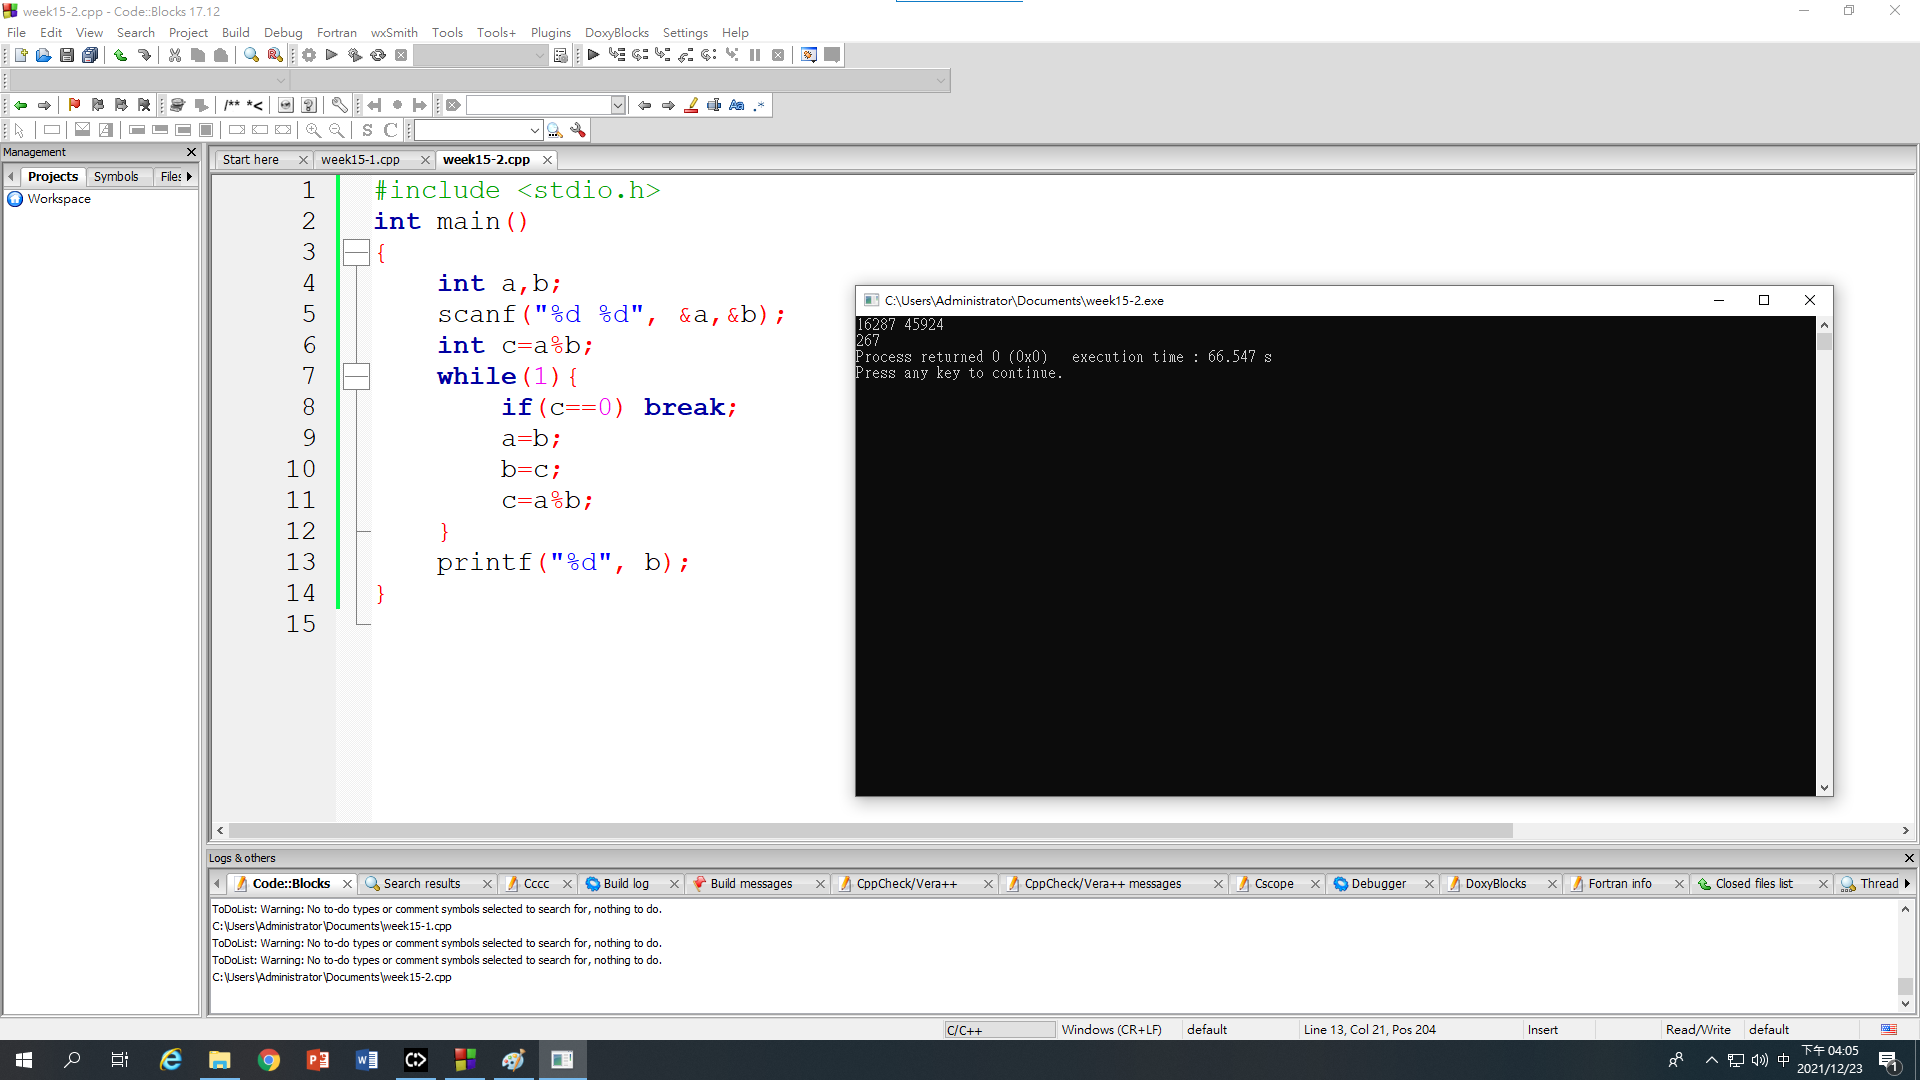 week15-2.cpp - Code::Blocks 17.12
File Edit View Search Project Build Debug Fortran wxSmith Tools Tools+ Plugins DoxyBlocks Settings Help
/** *<
Aa .*
S C
Management
Projects Symbols Files
Workspace
Start here week15-1.cpp week15-2.cpp
1 #include <stdio.h>
2 int main()
3 {
4 int a,b;
5 scanf("%d %d", &a,&b);
6 int c=a%b;
7 while(1){
8 if(c==0) break;
9 a=b;
10 b=c;
11 c=a%b;
12 }
13 printf("%d", b);
14 }
15
C:\Users\Administrator\Documents\week15-2.exe
16287 45924
267
Process returned 0 (0x0) execution time : 66.547 s
Press any key to continue.
Logs & others
Code::Blocks Search results Cccc Build log Build messages CppCheck/Vera++ CppCheck/Vera++ messages Cscope Debugger DoxyBlocks Fortran info Closed files list Thread
ToDoList: Warning: No to-do types or comment symbols selected to search for, nothing to do.
C:\Users\Administrator\Documents\week15-1.cpp
ToDoList: Warning: No to-do types or comment symbols selected to search for, nothing to do.
ToDoList: Warning: No to-do types or comment symbols selected to search for, nothing to do.
C:\Users\Administrator\Documents\week15-2.cpp
C/C++ Windows (CR+LF) default Line 13, Col 21, Pos 204 Insert Read/Write default
中 下午 04:05
2021/12/23
1